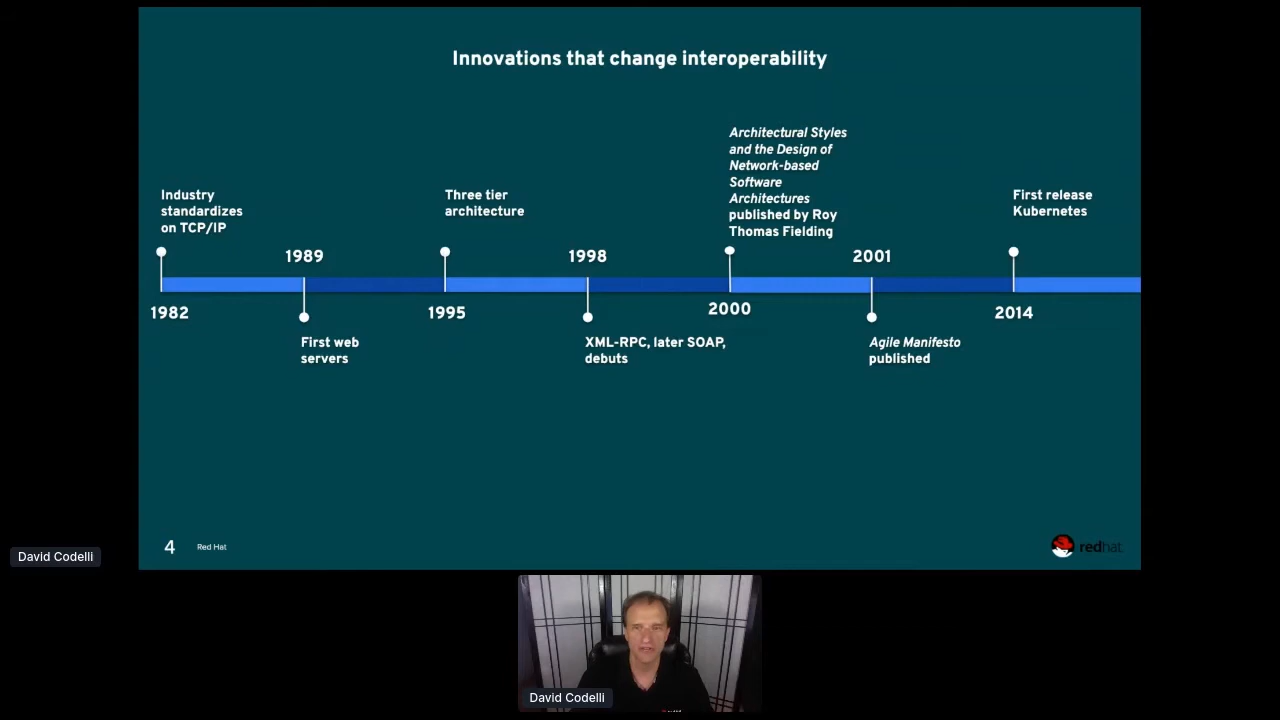 Innovations that change interoperability
Architectural Styles
and the Design of
Network-based
Software
Architectures
published by Roy
Thomas Fielding
Industry
standardizes
on TCP/IP
Three tier
architecture
First release
Kubernetes
1989
1998
2001
1982
1995
2000
2014
First web
servers
XML-RPC, later SOAP,
debuts
Agile Manifesto
published
4
Red Hat
redhat
David Codelli
David Codelli